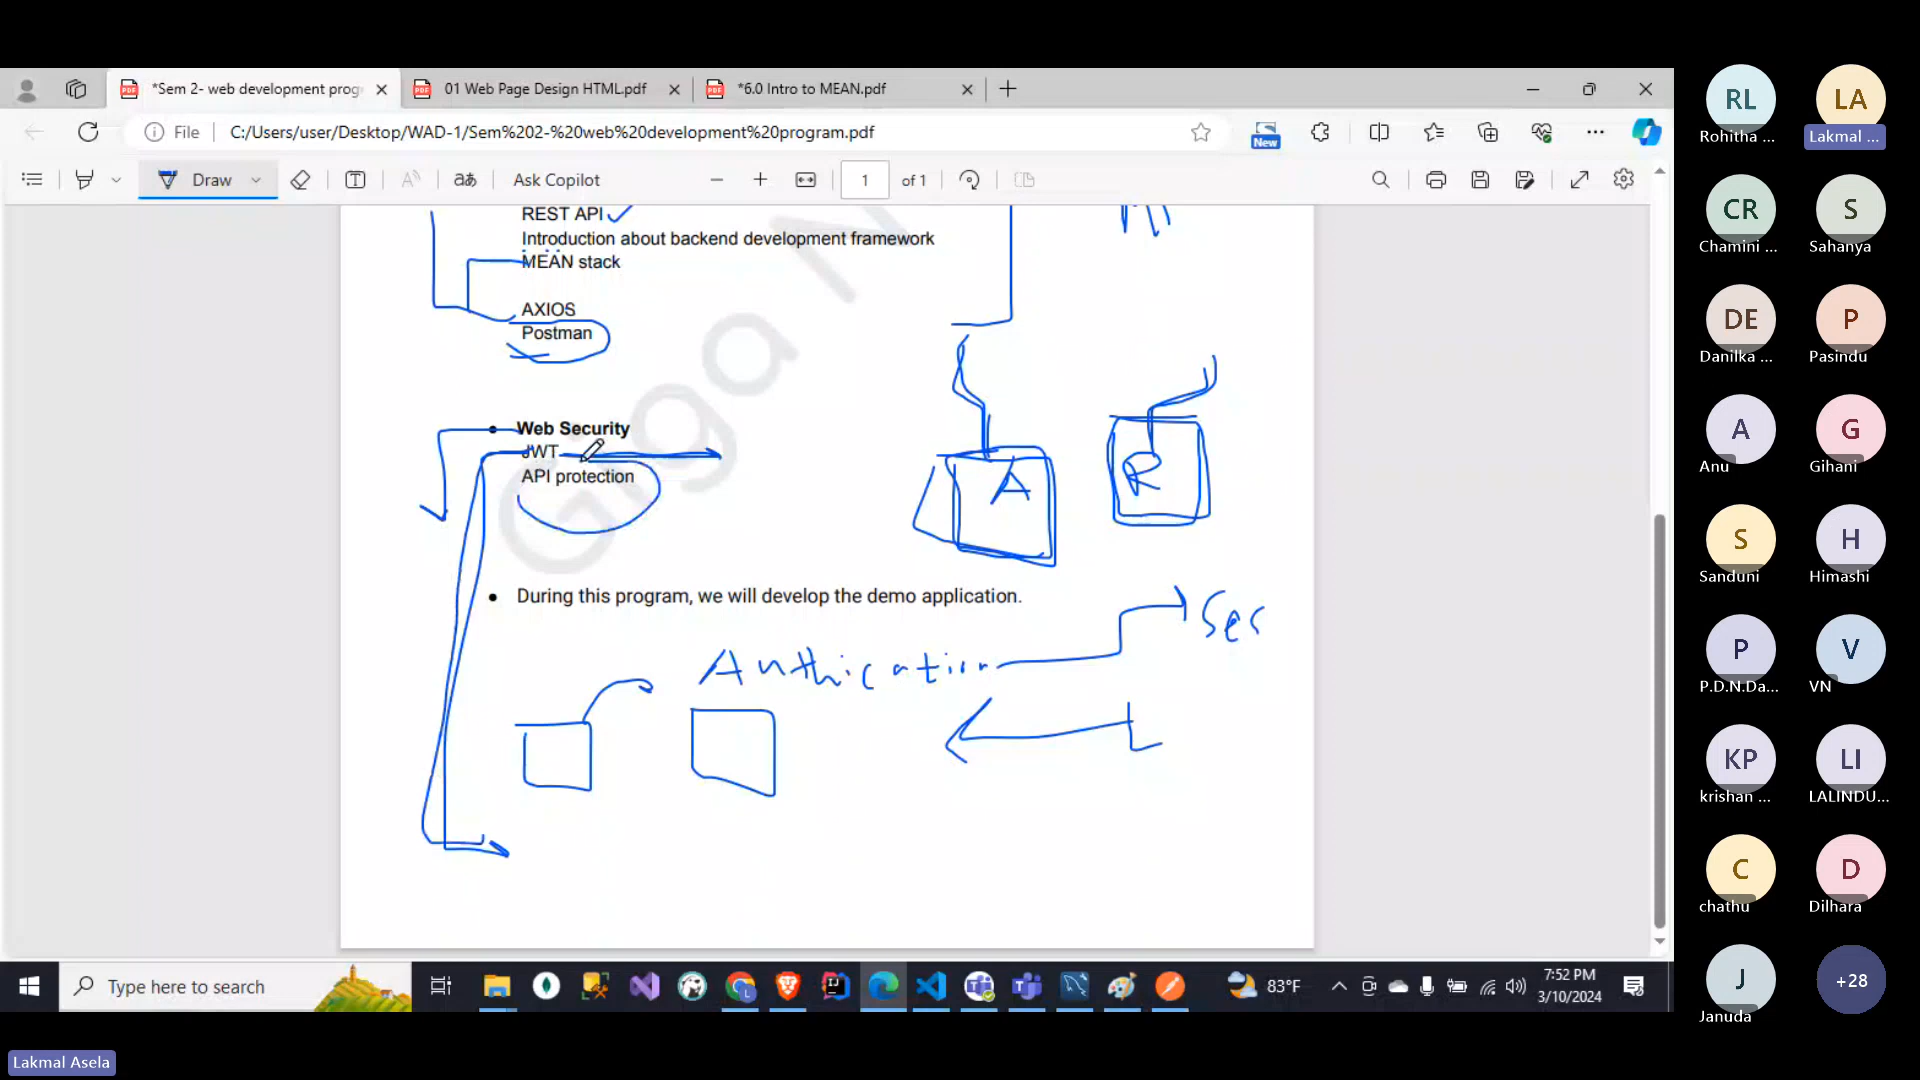 *Sem 2- web development prog
01 Web Page Design HTML.pdf
*6.0 Intro to MEAN.pdf
File
C:/Users/user/Desktop/WAD-1/Sem%202-%20web%20development%20program.pdf
New
Draw
aあ
Ask Copilot
1
of 1
REST API
Introduction about backend development framework
MEAN stack
AXIOS
Postman
Web Security
JWT
API protection
A
R
During this program, we will develop the demo application.
Sec
Authication
L
Giga
Type here to search
83°F
7:52 PM
3/10/2024
RL
Rohitha ...
LA
Lakmal ...
CR
Chamini ...
S
Sahanya
DE
Danilka ...
P
Pasindu
A
Anu
G
Gihani
S
Sanduni
H
Himashi
P
P.D.N.Da...
V
VN
KP
krishan ...
LI
LALINDU...
C
chathu
D
Dilhara
J
Januda
+28
Lakmal Asela